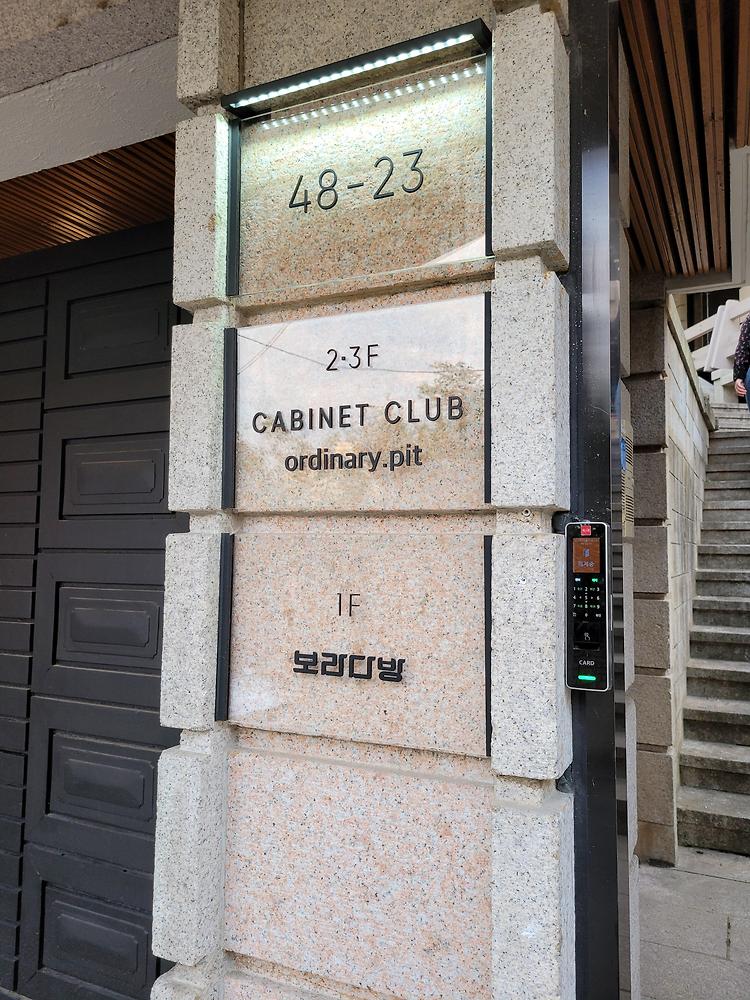 48-23
2·3F
CABINET CLUB
ordinary.pit
1F
보라다방
CARD